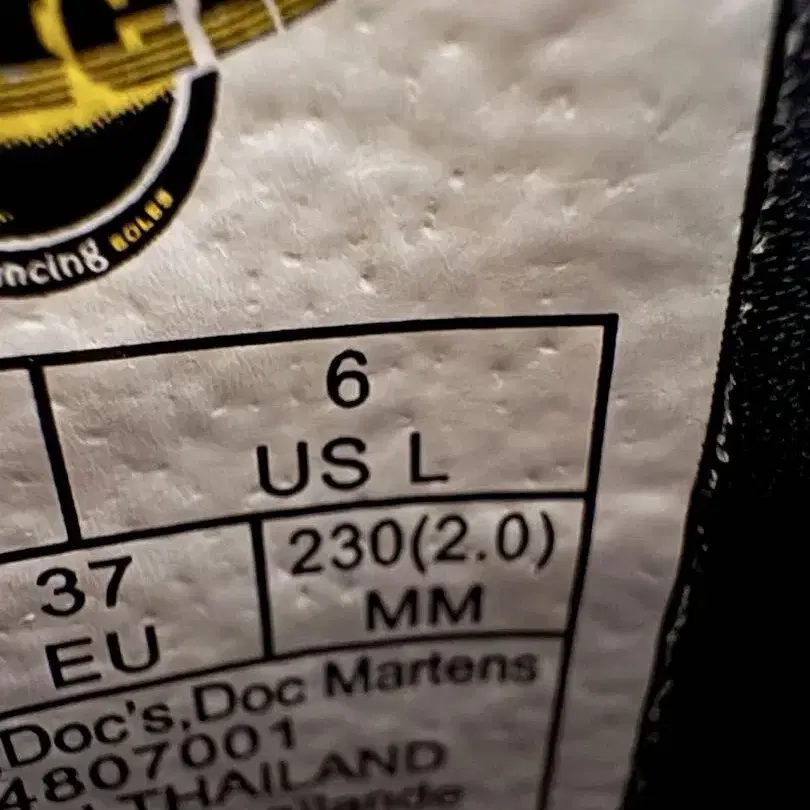 ncing SOLES
6
US L
37
EU
230(2.0)
MM
Doc's,Doc Martens
4807001
THAILAND